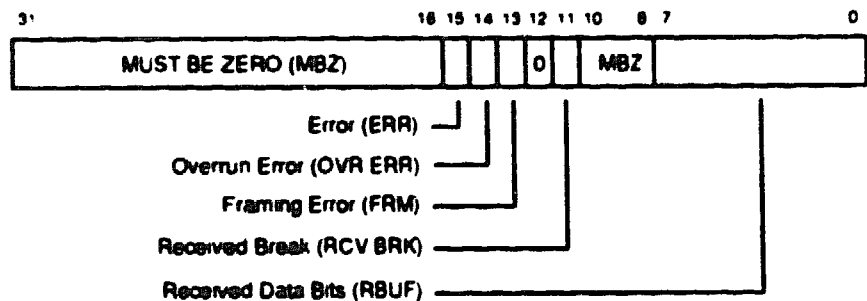 31 16 15 14 13 12 11 10 8 7 0
MUST BE ZERO (MBZ) 0 MBZ
Error (ERR)
Overrun Error (OVR ERR)
Framing Error (FRM)
Received Break (RCV BRK)
Received Data Bits (RBUF)